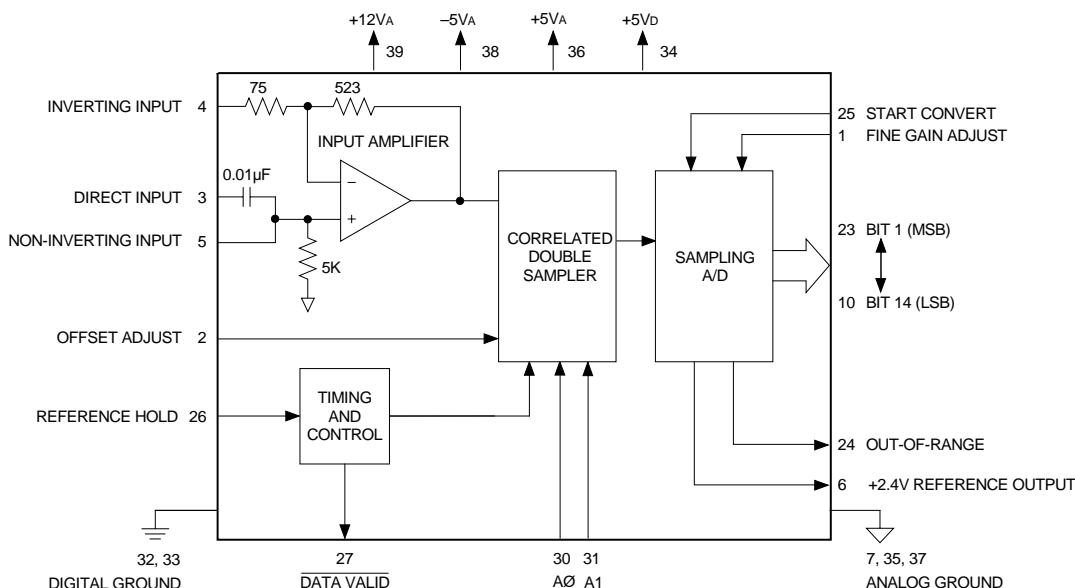 +12VA
–5VA
+5VA
+5VD
39
38
36
34
75
523
INVERTING INPUT 4
INPUT AMPLIFIER
25 START CONVERT
1 FINE GAIN ADJUST
0.01µF
DIRECT INPUT 3
–
+
NON-INVERTING INPUT 5
5K
CORRELATED
DOUBLE
SAMPLER
SAMPLING
A/D
23 BIT 1 (MSB)
10 BIT 14 (LSB)
OFFSET ADJUST 2
REFERENCE HOLD 26
TIMING
AND
CONTROL
24 OUT-OF-RANGE
6 +2.4V REFERENCE OUTPUT
32, 33
DIGITAL GROUND
27
DATA VALID
30
AØ
31
A1
7, 35, 37
ANALOG GROUND